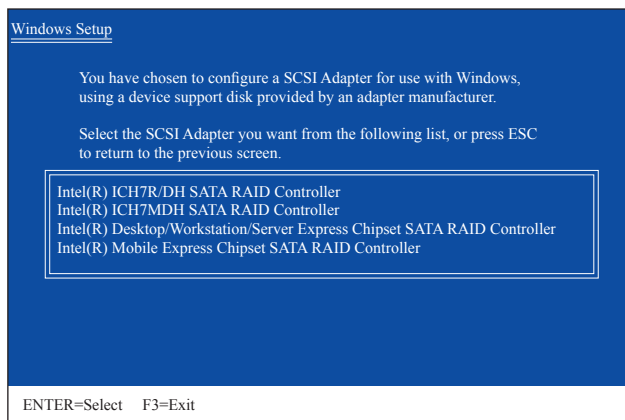 Windows Setup
You have chosen to configure a SCSI Adapter for use with Windows,
using a device support disk provided by an adapter manufacturer.
Select the SCSI Adapter you want from the following list, or press ESC
to return to the previous screen.
Intel(R) ICH7R/DH SATA RAID Controller
Intel(R) ICH7MDH SATA RAID Controller
Intel(R) Desktop/Workstation/Server Express Chipset SATA RAID Controller
Intel(R) Mobile Express Chipset SATA RAID Controller
ENTER=Select F3=Exit